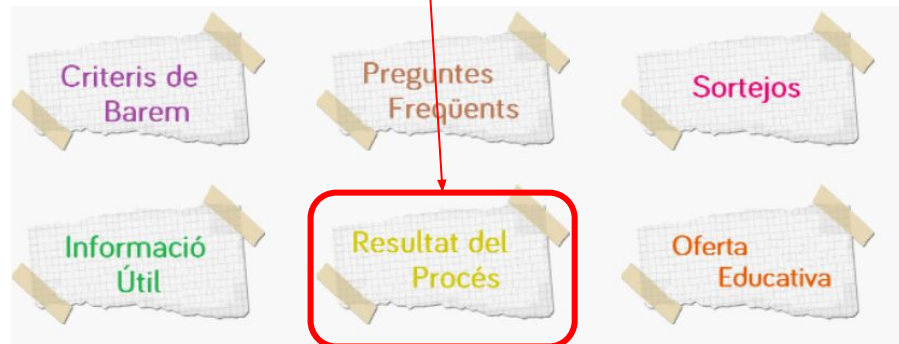 Criteris de
Barem
Preguntes
Freqüents
Sortejos
Informació
Útil
Resultat del
Procés
Oferta
Educativa